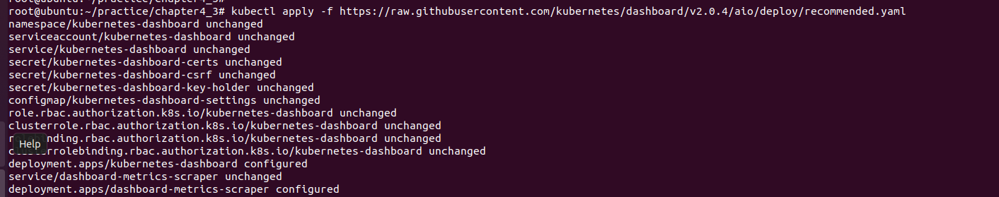 root@ubuntu:~/practice/chapter4_3#
root@ubuntu:~/practice/chapter4_3# kubectl apply -f https://raw.githubusercontent.com/kubernetes/dashboard/v2.0.4/aio/deploy/recommended.yaml
namespace/kubernetes-dashboard unchanged
serviceaccount/kubernetes-dashboard unchanged
service/kubernetes-dashboard unchanged
secret/kubernetes-dashboard-certs unchanged
secret/kubernetes-dashboard-csrf unchanged
secret/kubernetes-dashboard-key-holder unchanged
configmap/kubernetes-dashboard-settings unchanged
role.rbac.authorization.k8s.io/kubernetes-dashboard unchanged
clusterrole.rbac.authorization.k8s.io/kubernetes-dashboard unchanged
inding.rbac.authorization.k8s.io/kubernetes-dashboard unchanged
Help
rrolebinding.rbac.authorization.k8s.io/kubernetes-dashboard unchanged
deployment.apps/kubernetes-dashboard configured
service/dashboard-metrics-scraper unchanged
deployment.apps/dashboard-metrics-scraper configured